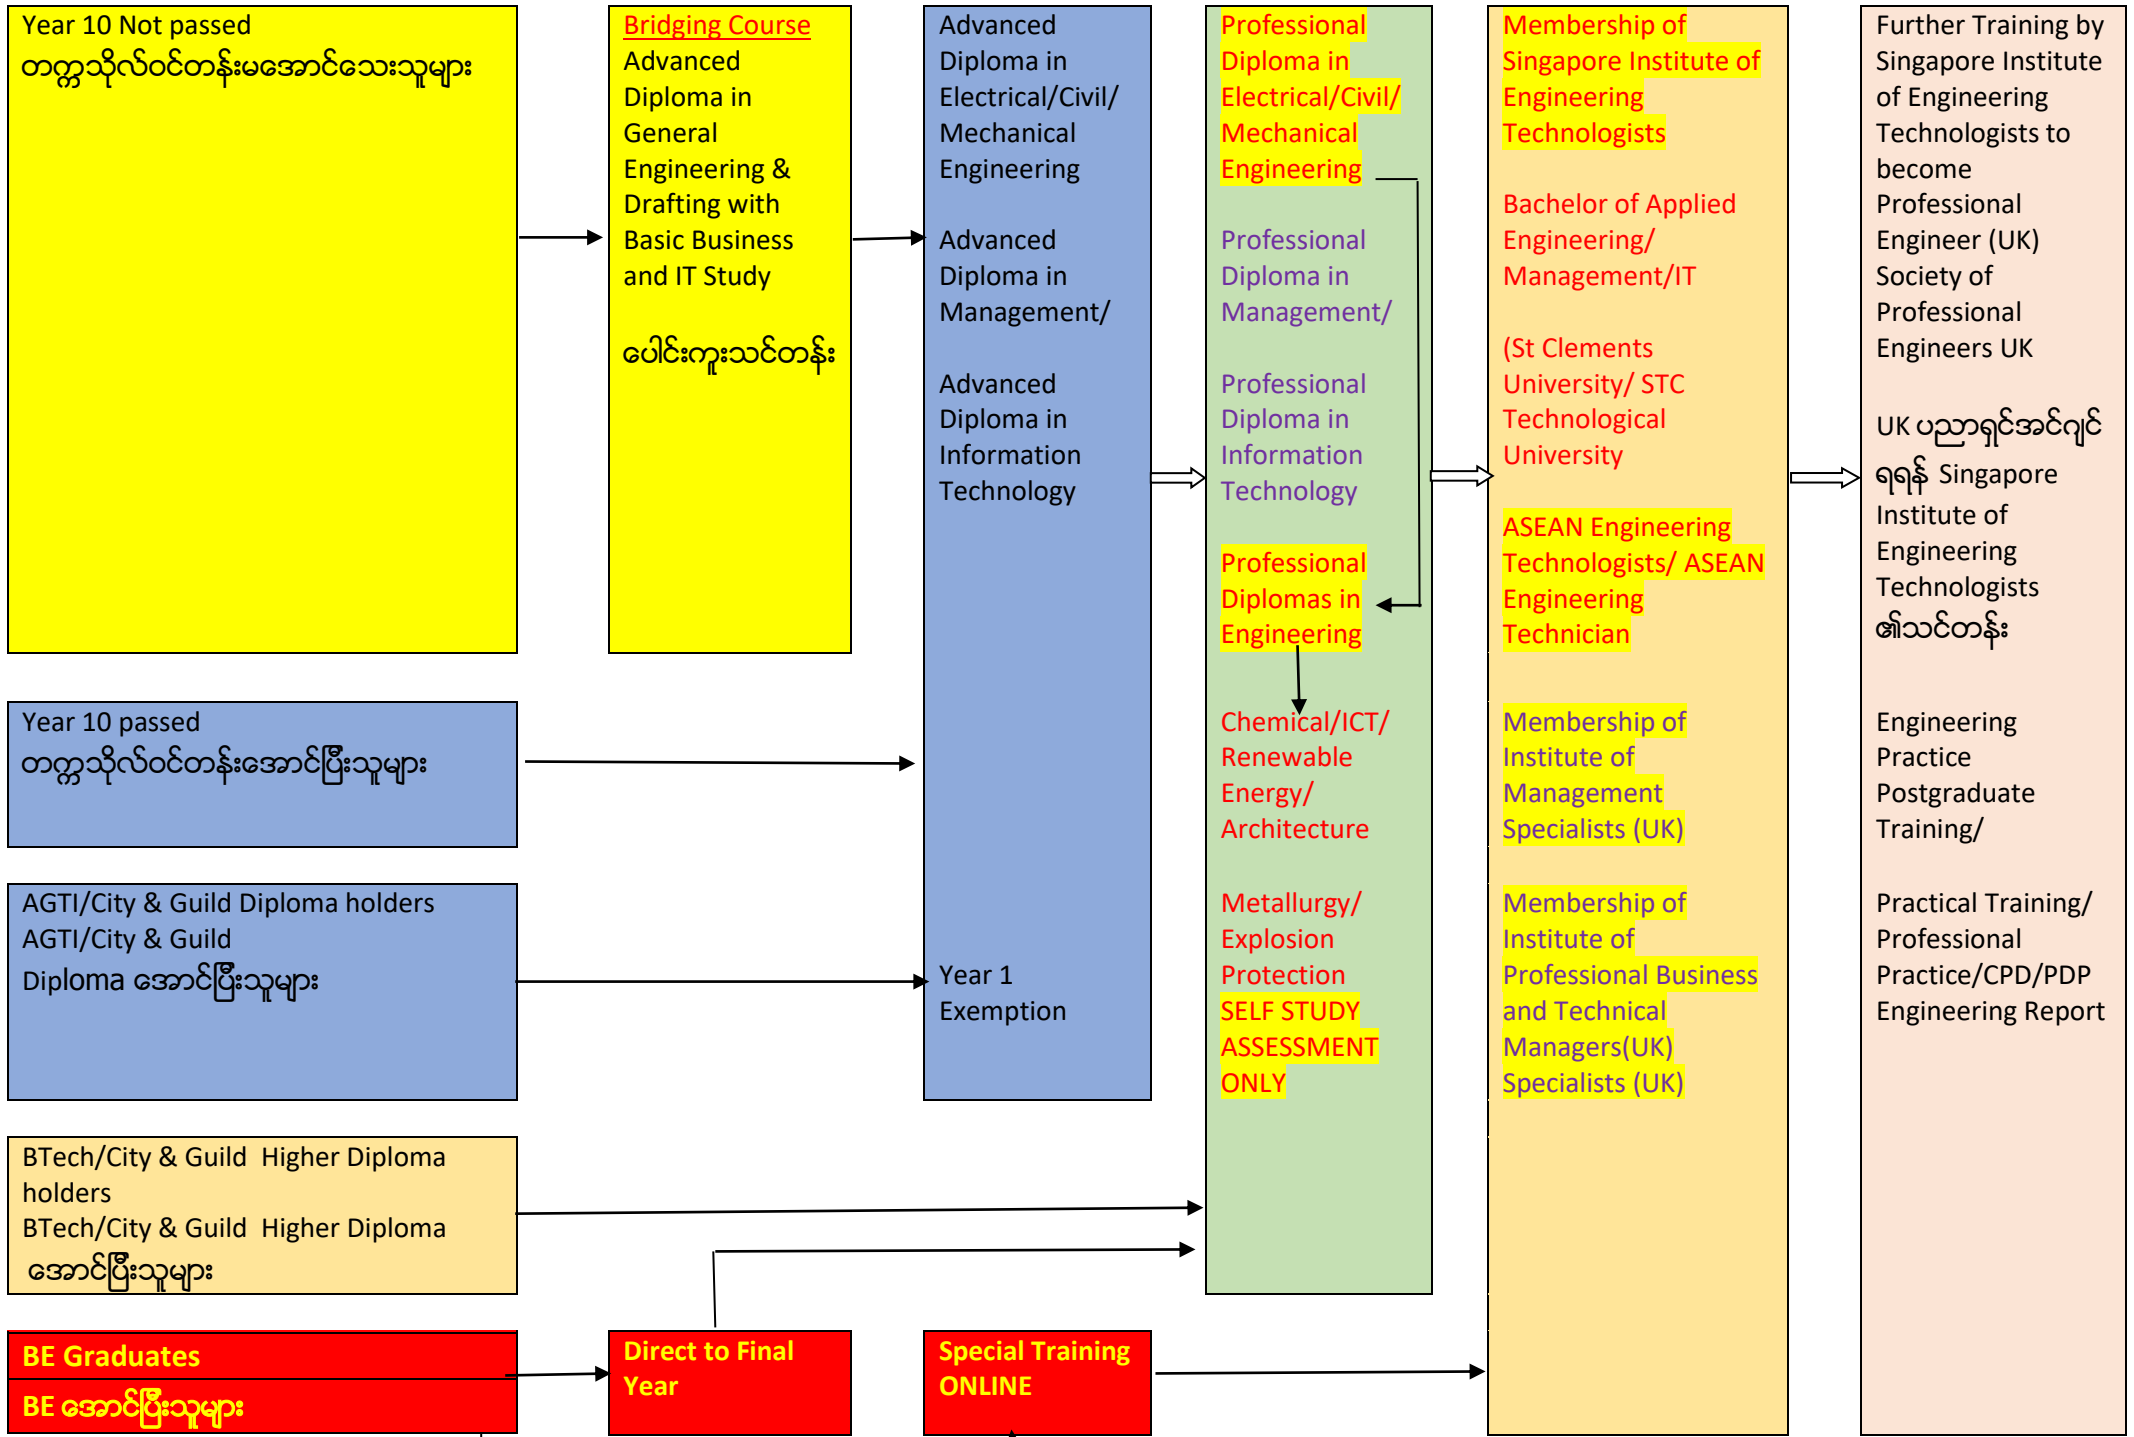 Year 10 Not passed
တက္ကသိုလ်ဝင်တန်းမအောင်သေးသူများ
Bridging Course
Advanced
Diploma in
General
Engineering &
Drafting with
Basic Business
and IT Study
ပေါင်းကူးသင်တန်း
Advanced
Diploma in
Electrical/Civil/
Mechanical
Engineering
Advanced
Diploma in
Management/
Advanced
Diploma in
Information
Technology
Year 1
Exemption
Professional
Diploma in
Electrical/Civil/
Mechanical
Engineering
Professional
Diploma in
Management/
Professional
Diploma in
Information
Technology
Professional
Diplomas in
Engineering
Chemical/ICT/
Renewable
Energy/
Architecture
Metallurgy/
Explosion
Protection
SELF STUDY
ASSESSMENT
ONLY
Membership of
Singapore Institute of
Engineering
Technologists
Bachelor of Applied
Engineering/
Management/IT
(St Clements
University/ STC
Technological
University
ASEAN Engineering
Technologists/ ASEAN
Engineering
Technician
Membership of
Institute of
Management
Specialists (UK)
Membership of
Institute of
Professional Business
and Technical
Managers(UK)
Specialists (UK)
Further Training by
Singapore Institute
of Engineering
Technologists to
become
Professional
Engineer (UK)
Society of
Professional
Engineers UK
UK ပညာရှင်အင်ဂျင်
ရရန် Singapore
Institute of
Engineering
Technologists
၏သင်တန်း
Engineering
Practice
Postgraduate
Training/
Practical Training/
Professional
Practice/CPD/PDP
Engineering Report
Year 10 passed
တက္ကသိုလ်ဝင်တန်းအောင်ပြီးသူများ
AGTI/City & Guild Diploma holders
AGTI/City & Guild
Diploma အောင်ပြီးသူများ
BTech/City & Guild  Higher Diploma
holders
BTech/City & Guild  Higher Diploma
အောင်ပြီးသူများ
BE Graduates
BE အောင်ပြီးသူများ
Direct to Final
Year
Special Training
ONLINE